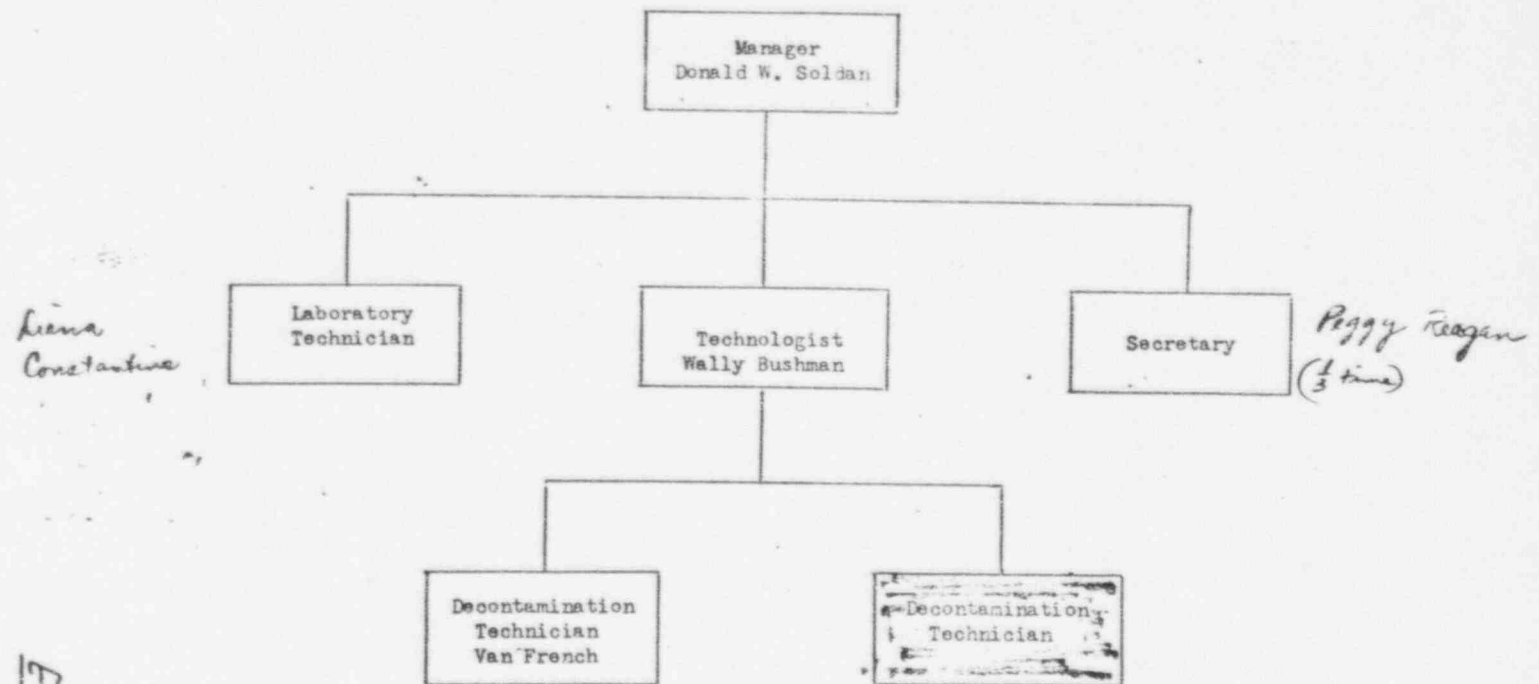 Manager
Donald W. Soldan
Laboratory
Technician
Constantine
Technologist
Wally Bushman
Secretary
Peggy Reagan
(1/3 time)
Decontamination
Technician
Van French
Decontamination
Technician